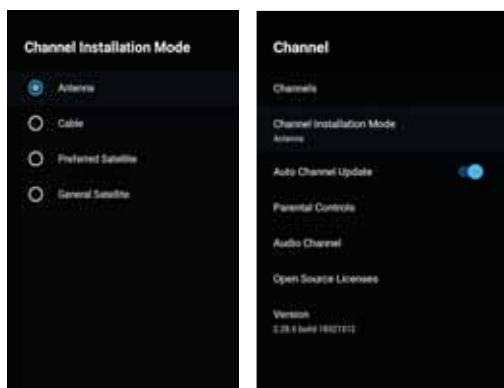 Channel Installation Mode
Antenna
Cable
Preferred Satellite
General Satellite
Channel
Channels
Channel Installation Mode
Antenna
Auto Channel Update
Parental Controls
Audio Channel
Open Source Licenses
Version